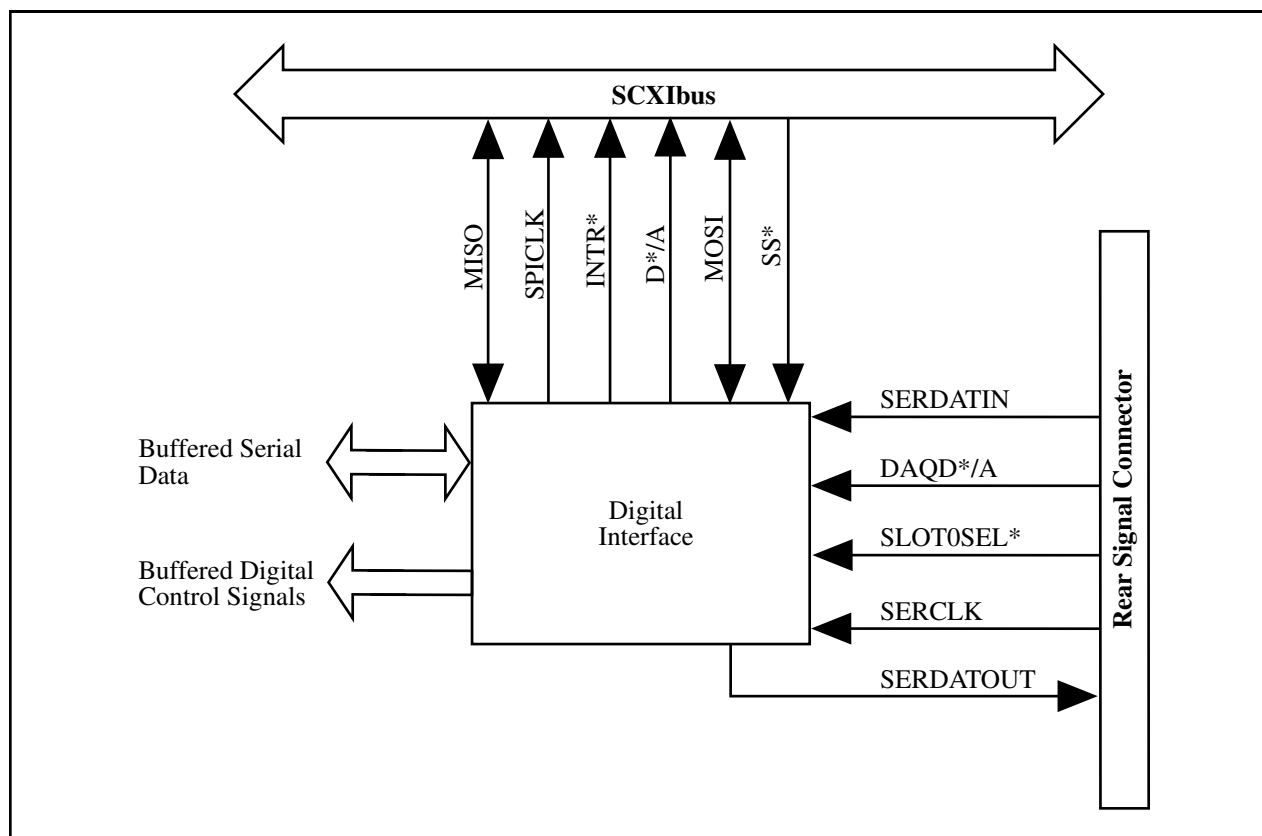 SCXIbus
MISO
SPICLK
INTR*
D*/A
MOSI
SS*
SERDATIN
DAQD*/A
SLOT0SEL*
SERCLK
SERDATOUT
Rear Signal Connector
Buffered Serial
Data
Digital
Interface
Buffered Digital
Control Signals